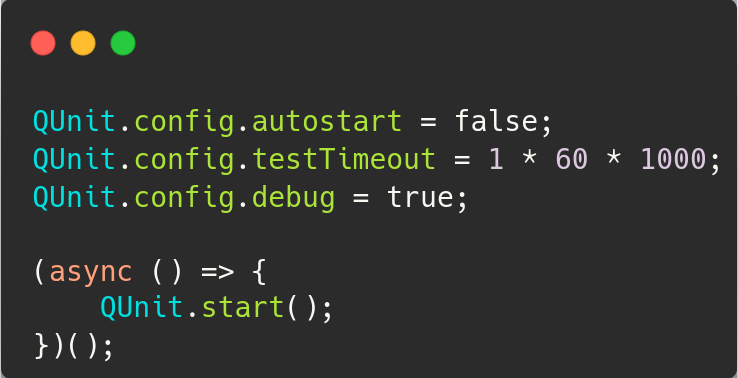 QUnit.config.autostart = false;
QUnit.config.testTimeout = 1 * 60 * 1000;
QUnit.config.debug = true;
(async () => {
    QUnit.start();
})();